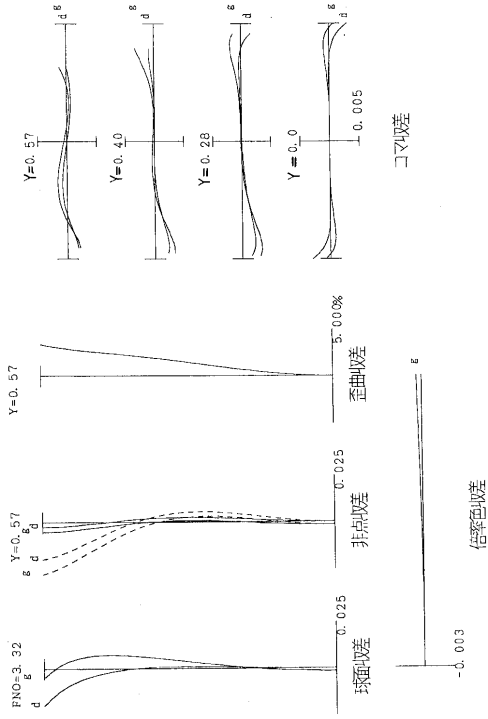 FNO=3.32
g
d
0.025
球面収差
Y=0.57
g
d
d
g
0.025
非点収差
Y=0.57
5.000%
歪曲収差
Y=0.57
g
d
Y=0.40
g
d
Y=0.28
g
d
Y=0.0
g
d
0.005
コマ収差
g
-0.003
倍率色収差